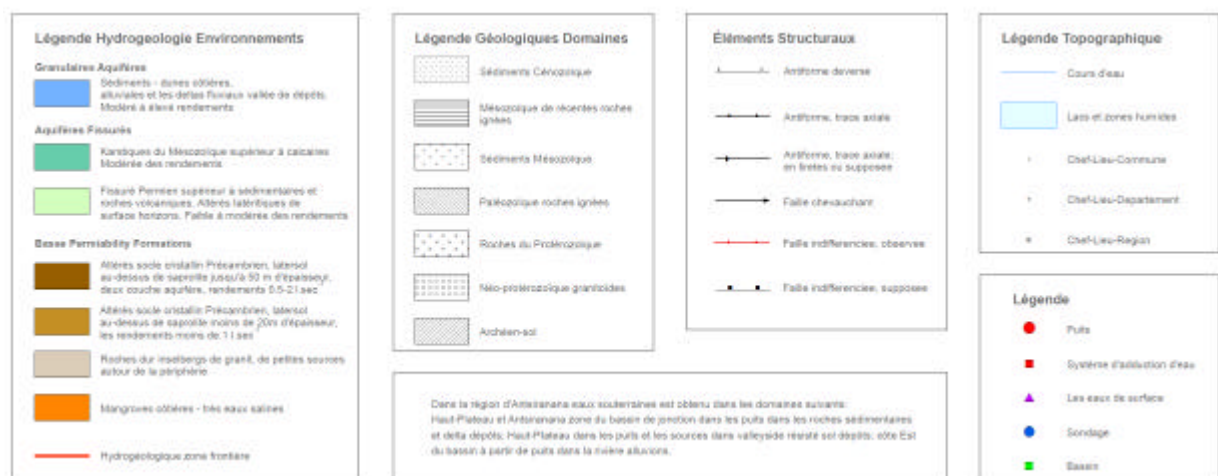 Légende Hydrogeologie Environnements
Granulaires Aquifères
Sédiments - dunes côtières,
alluviales et les deltas fluviaux vallée de dépôts.
Modéré à élevé rendements
Aquifères Fissurés
Karstiques du Mésozoïque supérieur à calcaires
Modérée des rendements
Fissuré Permien supérieur à sédimentaires et
roches volcaniques. Altérés latéritiques de
surface horizons. Faible à modérée des rendements
Basse Permiability Formations
Altérés socle cristallin Précambrien, latersol
au-dessus de saprolite jusqu'à 50 m d'épaisseur,
deux couche aquifère, rendements 0.5-2 l.sec
Altérés socle cristallin Précambrien, latersol
au-dessus de saprolite moins de 20m d'épaisseur,
les rendements moins de 1 l.sec
Roches dur inselbergs de granit, de petites sources
autour de la périphérie
Mangroves côtières - très eaux salines
Hydrogéologique zone frontière
Légende Géologiques Domaines
Sédiments Cénozoïque
Mésozoïque de récentes roches
ignées
Sédiments Mésozoïque
Paléozoïque roches ignées
Roches du Protérozoïque
Néo-protérozoïque granitoides
Archéen-sol
Éléments Structuraux
Antiforme deverse
Antiforme, trace axiale
Antiforme, trace axiale;
en firetes ou supposee
Faille chevauchant
Faille indifferenciee, observee
Faille indifferenciee, supposee
Dans la région d'Antsiranana eaux souterraines est obtenu dans les domaines suivants:
Haut-Plateau et Antsiranana zone du bassin de jonction dans les puits dans les roches sédimentaires
et delta dépôts; Haut-Plateau dans les puits et les sources dans valleyside résisté sol dépôts; côte Est
du bassin à partir de puits dans la rivière alluvions.
Légende Topographique
Cours d'eau
Lacs et zones humides
Chef-Lieu-Commune
Chef-Lieu-Departement
Chef-Lieu-Region
Légende
Puits
Système d'adduction d'eau
Les eaux de surface
Sondage
Bassin